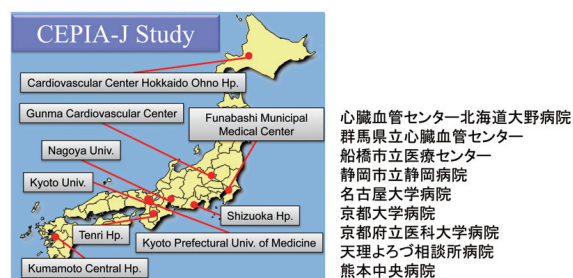 CEPIA-J Study
Cardiovascular Center Hokkaido Ohno Hp.
Gunma Cardiovascular Center
Funabashi Municipal
Medical Center
Nagoya Univ.
Kyoto Univ.
Shizuoka Hp.
Tenri Hp.
Kyoto Prefectural Univ. of Medicine
Kumamoto Central Hp.
心臓血管センター北海道大野病院
群馬県立心臓血管センター
船橋市立医療センター
静岡市立静岡病院
名古屋大学病院
京都大学病院
京都府立医科大学病院
天理よろづ相談所病院
熊本中央病院